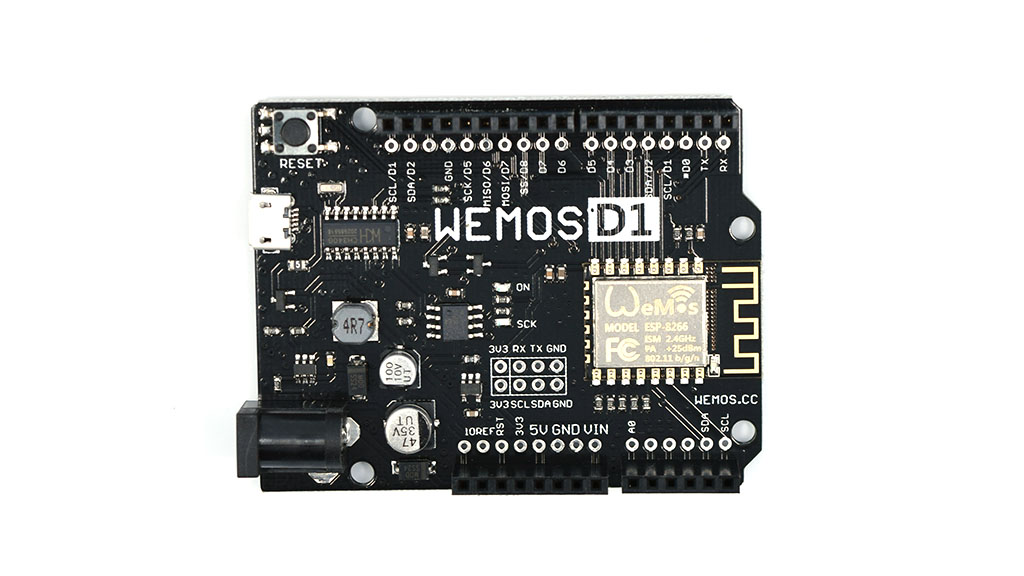 RESET
SCL/D1
SDA/D2
GND
SCK/D5
MISO/D6
MOSI/D7
SS/D8
D7
D6
D5
D4
D3
SDA/D2
SCL/D1
D0
TX
RX
WEMOS D1
WCH
ON
SCK
4R7
WeMos
MODEL ESP-8266
ISM 2.4GHz
PA +25dBm
802.11 b/g/n
FC
3V3 RX TX GND
100
10V
UT
3V3 SCL SDA GND
WEMOS.CC
47
35V
UT
IOREF
RST
3V3
5V GND VIN
A0
SDA
SCL